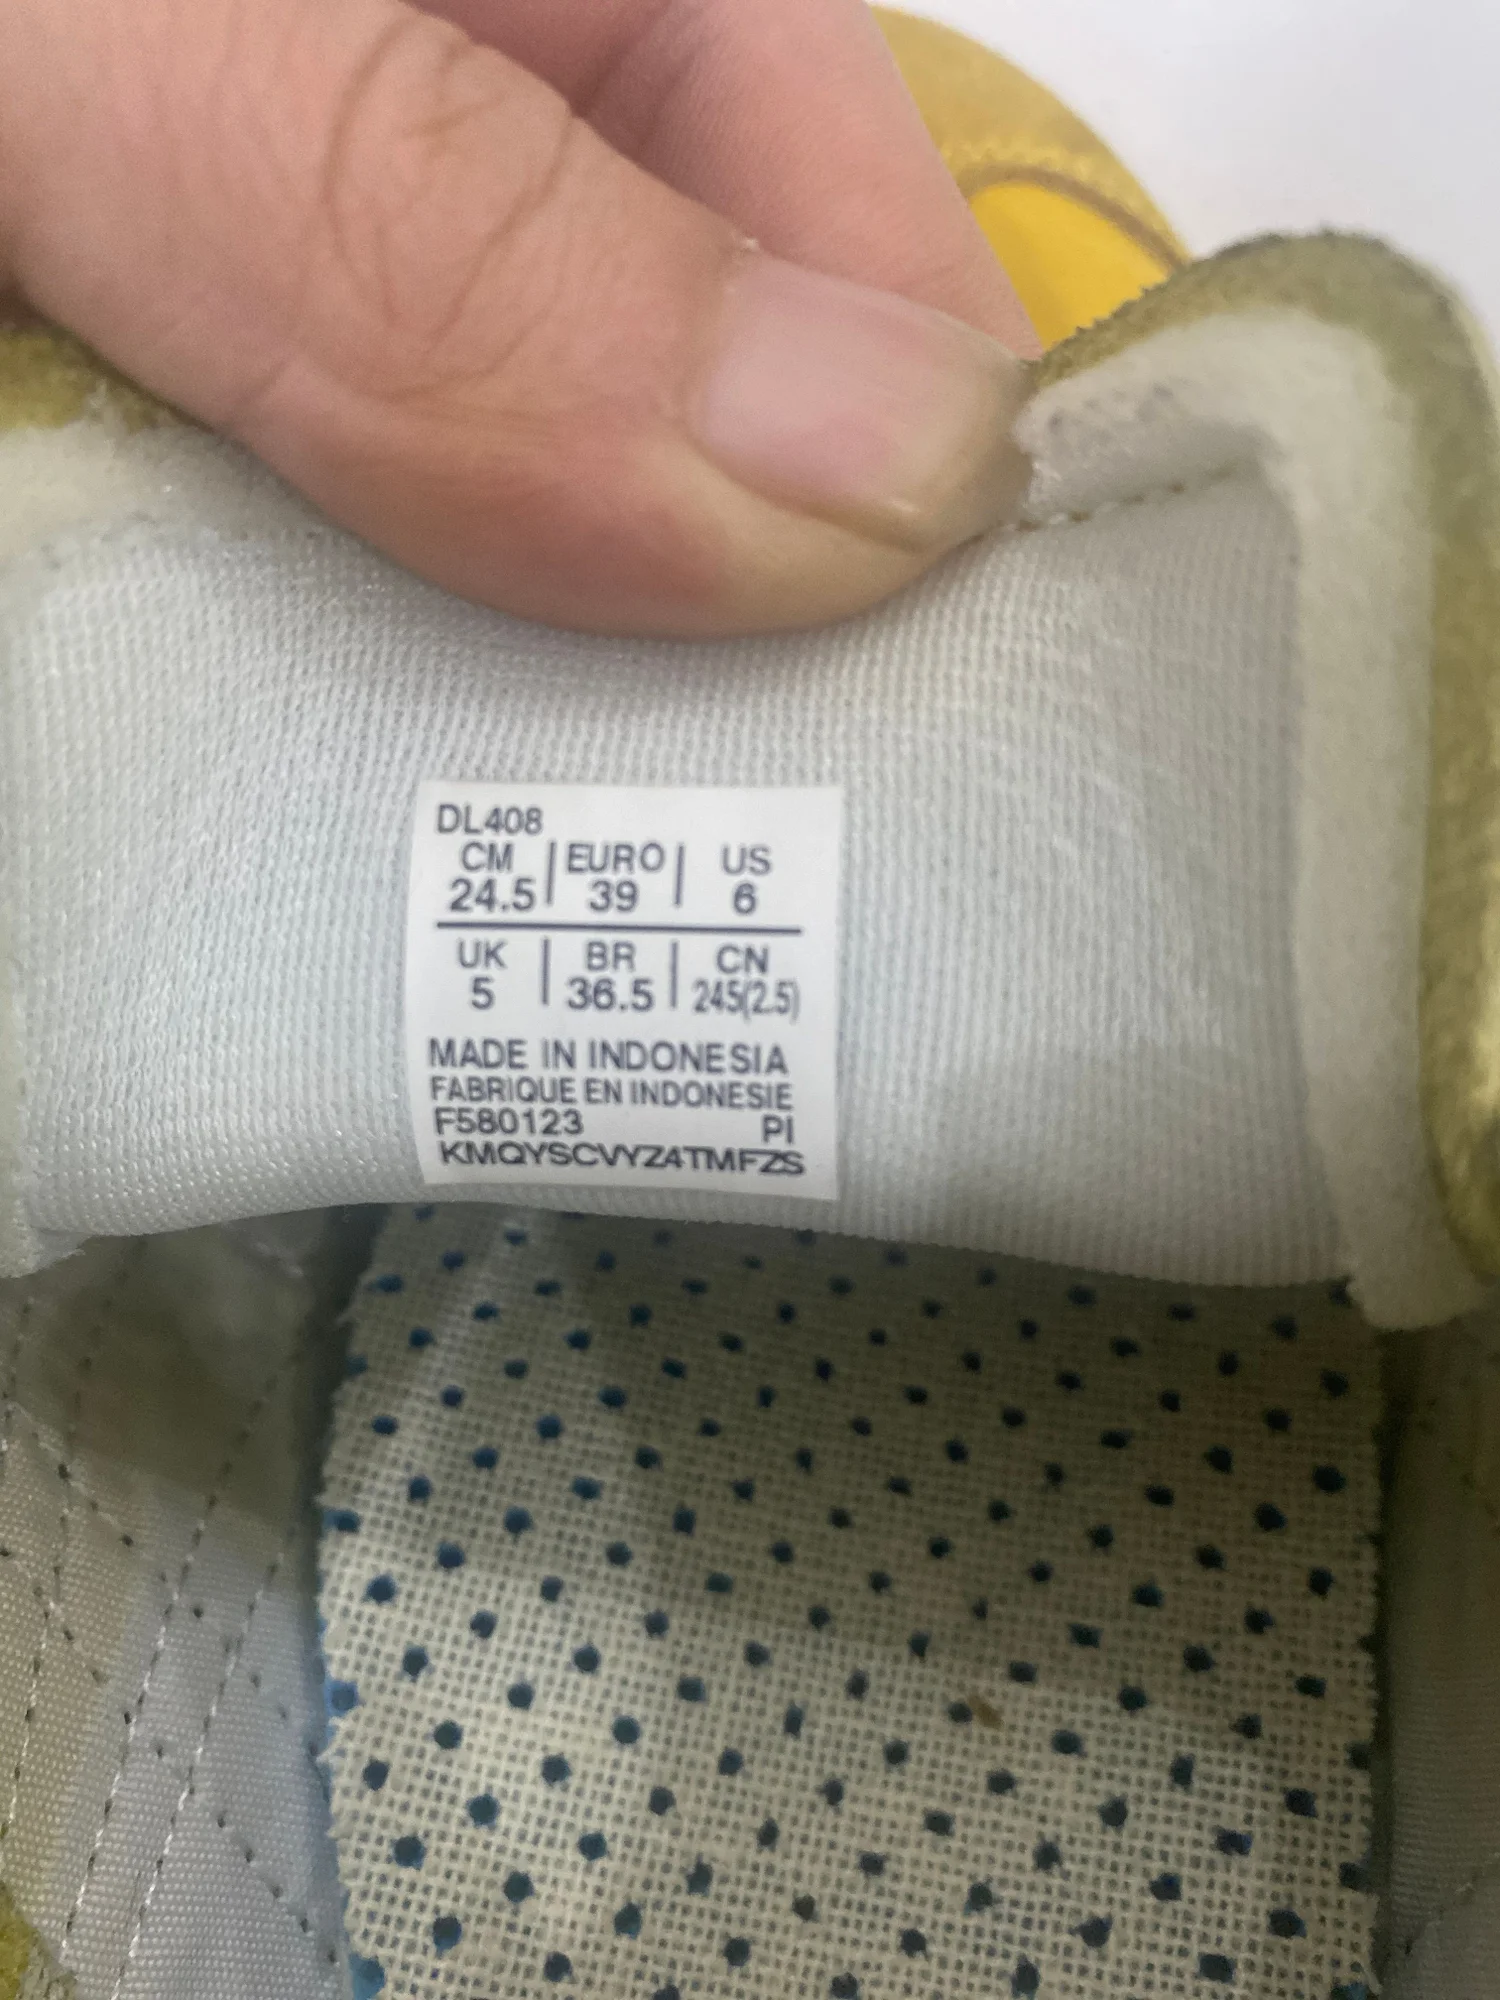 DL408
CM | EURO | US
24.5 | 39 | 6
UK | BR | CN
5 | 36.5 | 245(2.5)
MADE IN INDONESIA
FABRIQUE EN INDONESIE
F580123 PI
KMQYSCVYZ4TMFZS